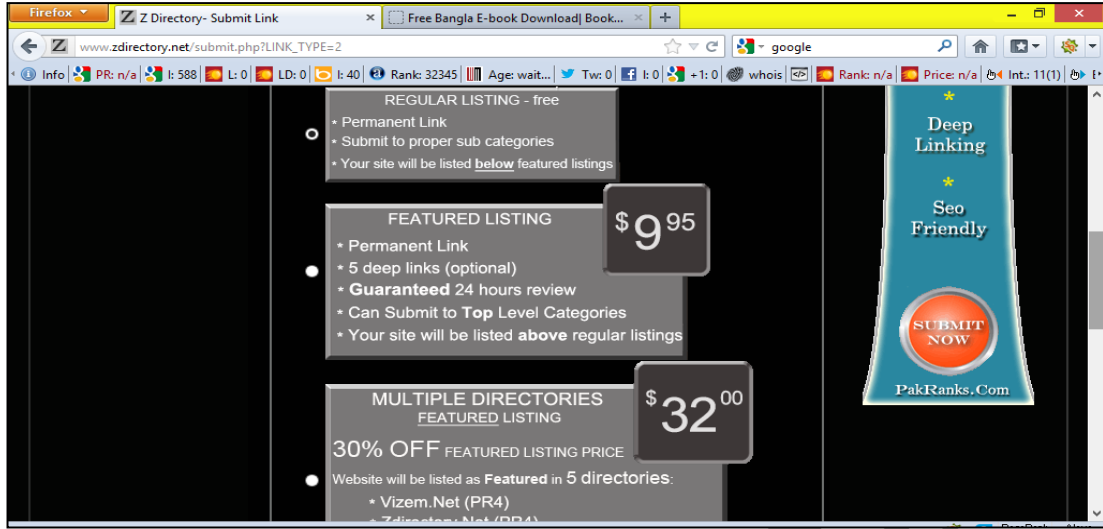 Firefox
Z Directory- Submit Link
Free Bangla E-book Download| Book...
www.zdirectory.net/submit.php?LINK_TYPE=2
google
Info PR: n/a I: 588 L: 0 LD: 0 I: 40 Rank: 32345 Age: wait... Tw: 0 I: 0 +1: 0 whois Rank: n/a Price: n/a Int.: 11(1)
REGULAR LISTING - free
* Permanent Link
* Submit to proper sub categories
* Your site will be listed below featured listings
FEATURED LISTING
$9.95
* Permanent Link
* 5 deep links (optional)
* Guaranteed 24 hours review
* Can Submit to Top Level Categories
* Your site will be listed above regular listings
MULTIPLE DIRECTORIES
FEATURED LISTING
$32.00
30% OFF FEATURED LISTING PRICE
Website will be listed as Featured in 5 directories:
* Vizem.Net (PR4)
* Zdirectory.Net (PR4)
* Deep
Linking
* Seo
Friendly
SUBMIT
NOW
PakRanks.Com